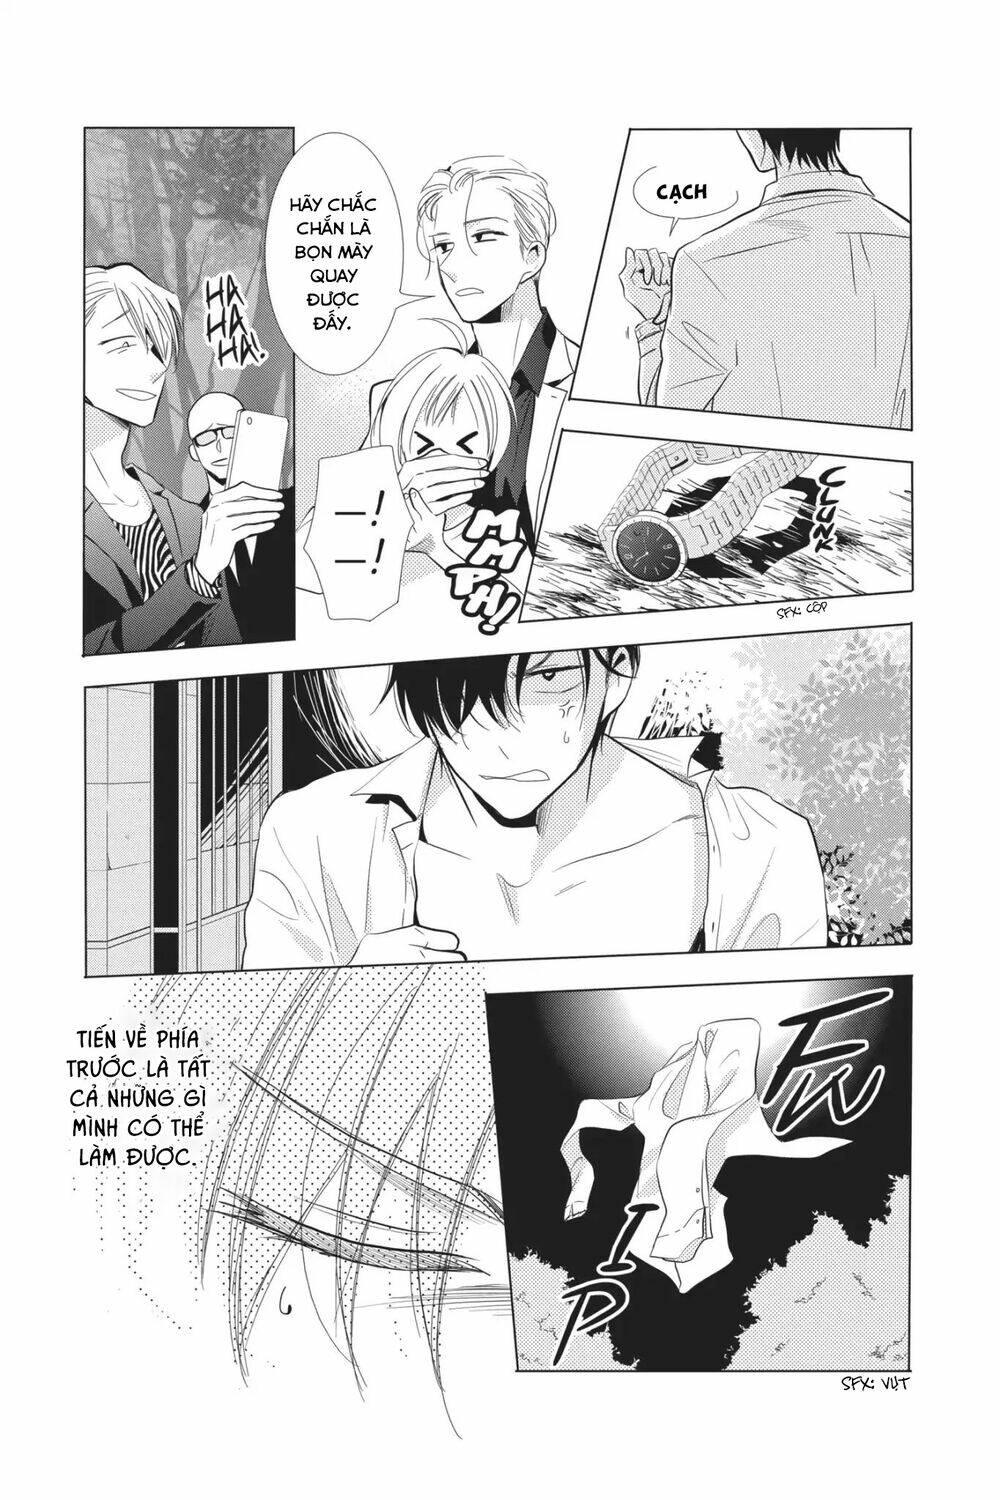 CẠCH
CLUNK
SFX: CỘP
HÃY CHẮC
CHẮN LÀ
BỌN MÀY
QUAY
ĐƯỢC
ĐẤY.
—!
—!
MMPH!
HA
HA
HA!
FWIP
SFX: VỤT
TIẾN VỀ PHÍA
TRƯỚC LÀ TẤT
CẢ NHỮNG GÌ
MÌNH CÓ THỂ
LÀM ĐƯỢC.